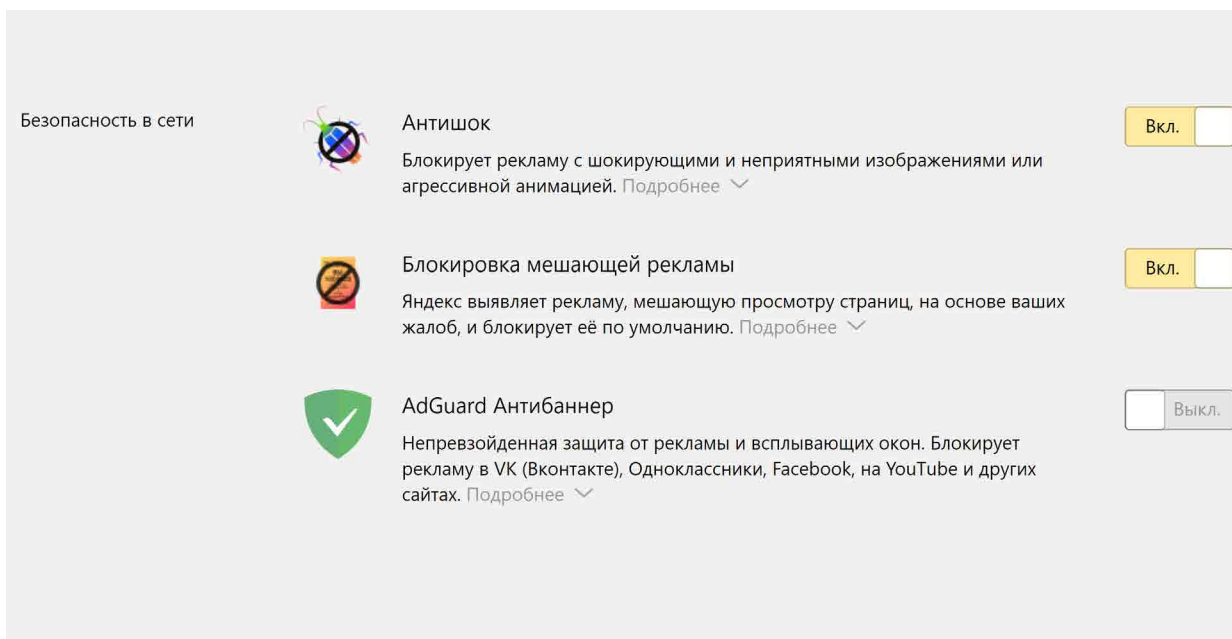 Безопасность в сети
Антишок
Вкл.
Блокирует рекламу с шокирующими и неприятными изображениями или
агрессивной анимацией. Подробнее
Блокировка мешающей рекламы
Вкл.
Яндекс выявляет рекламу, мешающую просмотру страниц, на основе ваших
жалоб, и блокирует её по умолчанию. Подробнее
AdGuard Антибаннер
Выкл.
Непревзойденная защита от рекламы и всплывающих окон. Блокирует
рекламу в VK (Вконтакте), Одноклассники, Facebook, на YouTube и других
сайтах. Подробнее